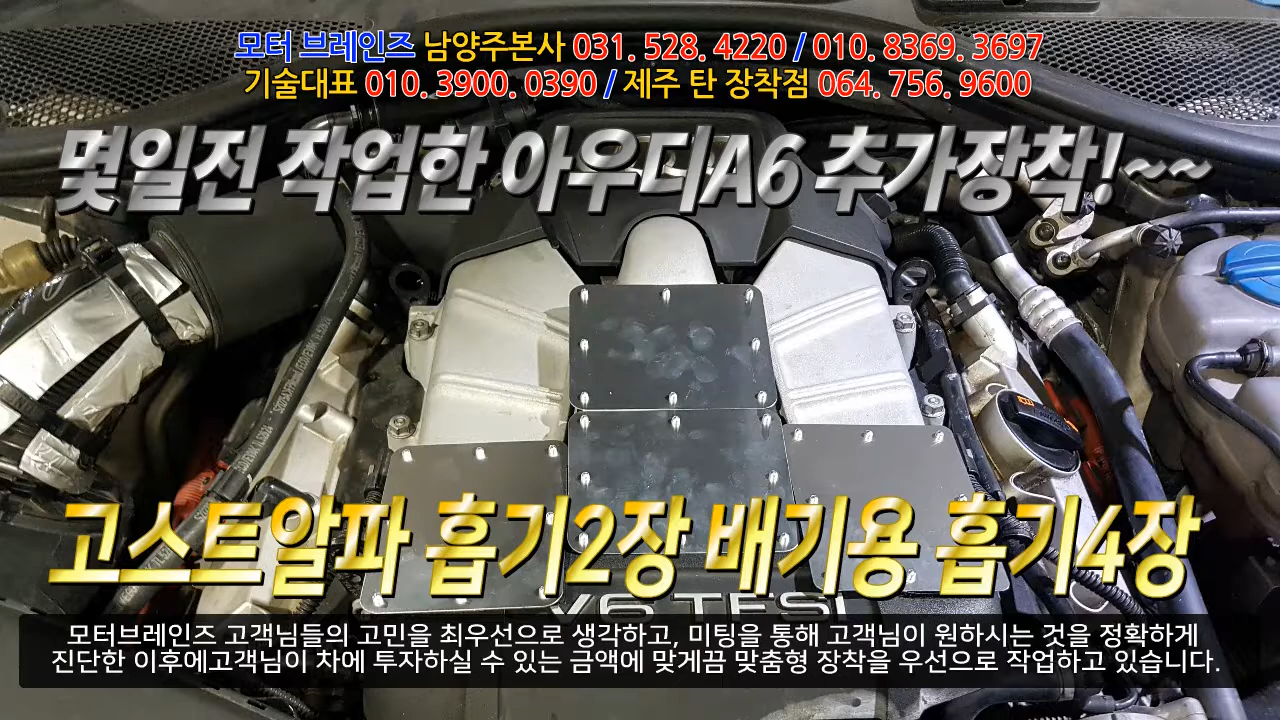 모터 브레인즈 남양주본사 031. 528. 4220 / 010. 8369. 3697
기술대표 010. 3900. 0390 / 제주 탄 장착점 064. 756. 9600
몇일전 작업한 아우디A6 추가장착!~~
고스트알파 흡기2장 배기용 흡기4장
V6 TFSI
모터브레인즈 고객님들의 고민을 최우선으로 생각하고, 미팅을 통해 고객님이 원하시는 것을 정확하게
진단한 이후에고객님이 차에 투자하실 수 있는 금액에 맞게끔 맞춤형 장착을 우선으로 작업하고 있습니다.